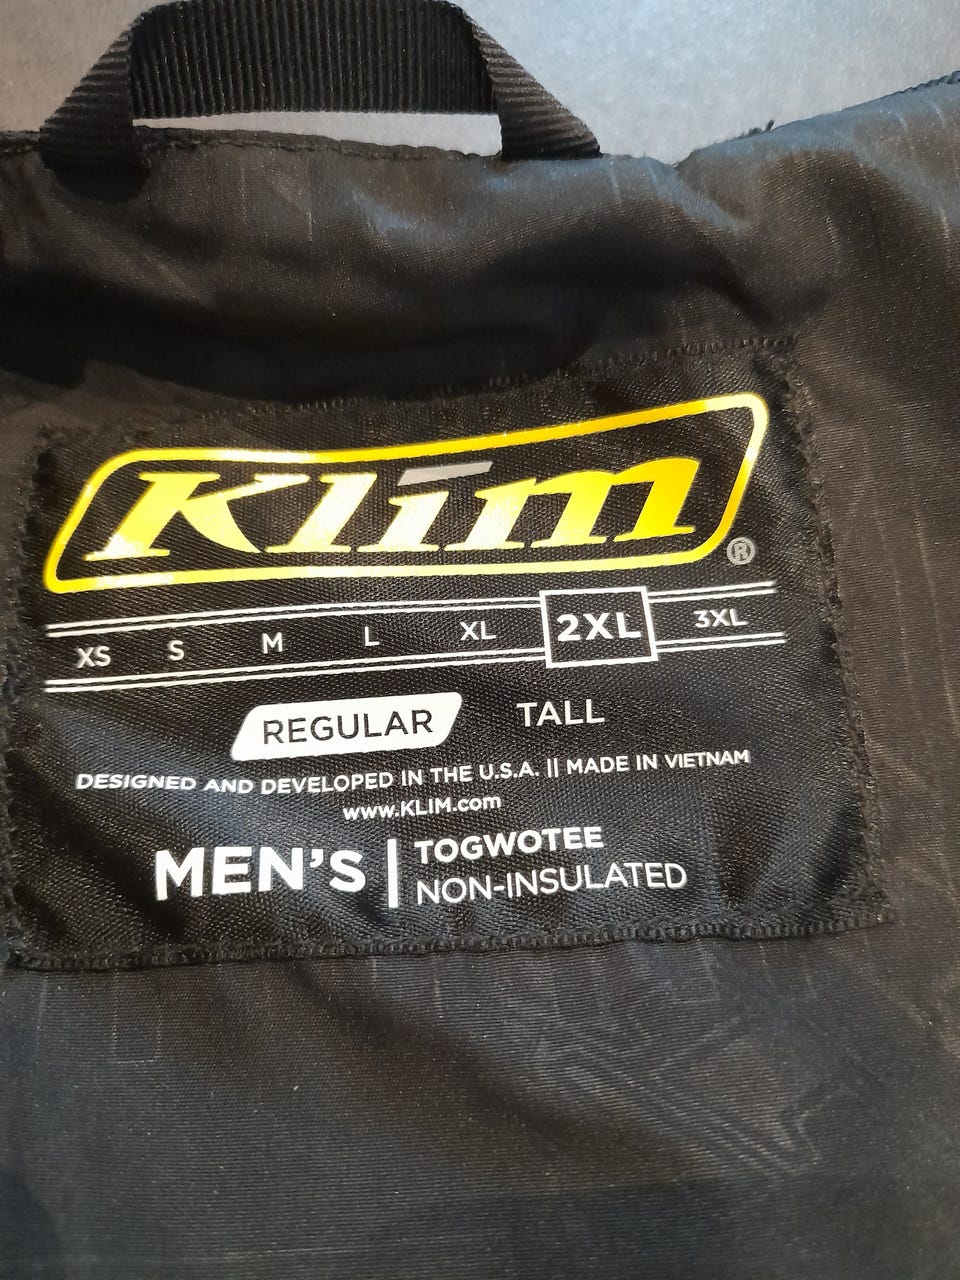 Klim ®
XS S M L XL 2XL 3XL
REGULAR TALL
DESIGNED AND DEVELOPED IN THE U.S.A. || MADE IN VIETNAM
www.KLIM.com
MEN'S | TOGWOTEE
NON-INSULATED